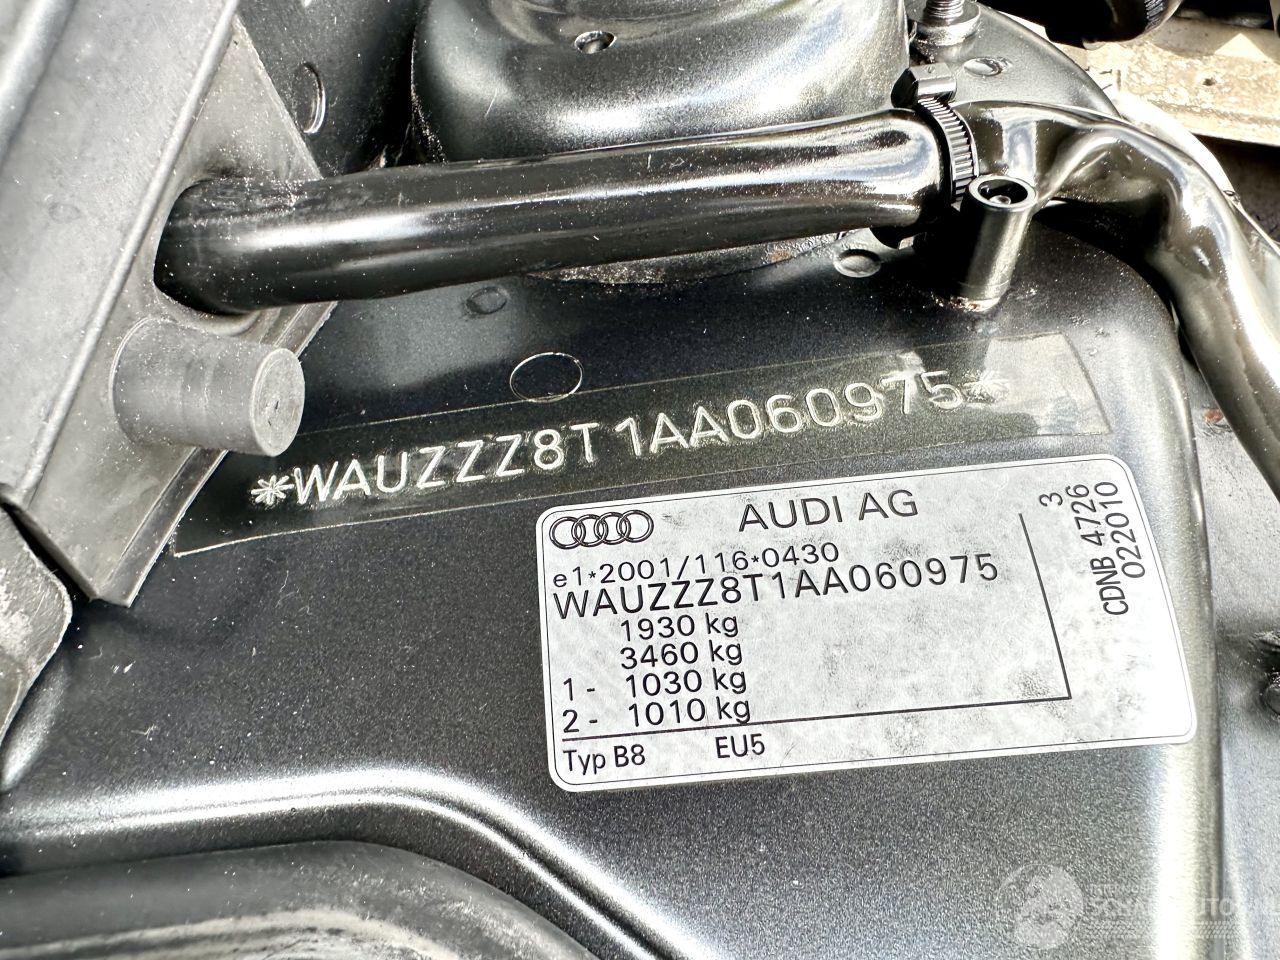 *WAUZZZ8T1AA060975*
AUDI AG
e1*2001/116*0430
WAUZZZ8T1AA060975
1930 kg
3460 kg
1 - 1030 kg
2 - 1010 kg
Typ B8 EU5
3
CDNB 4726
022010